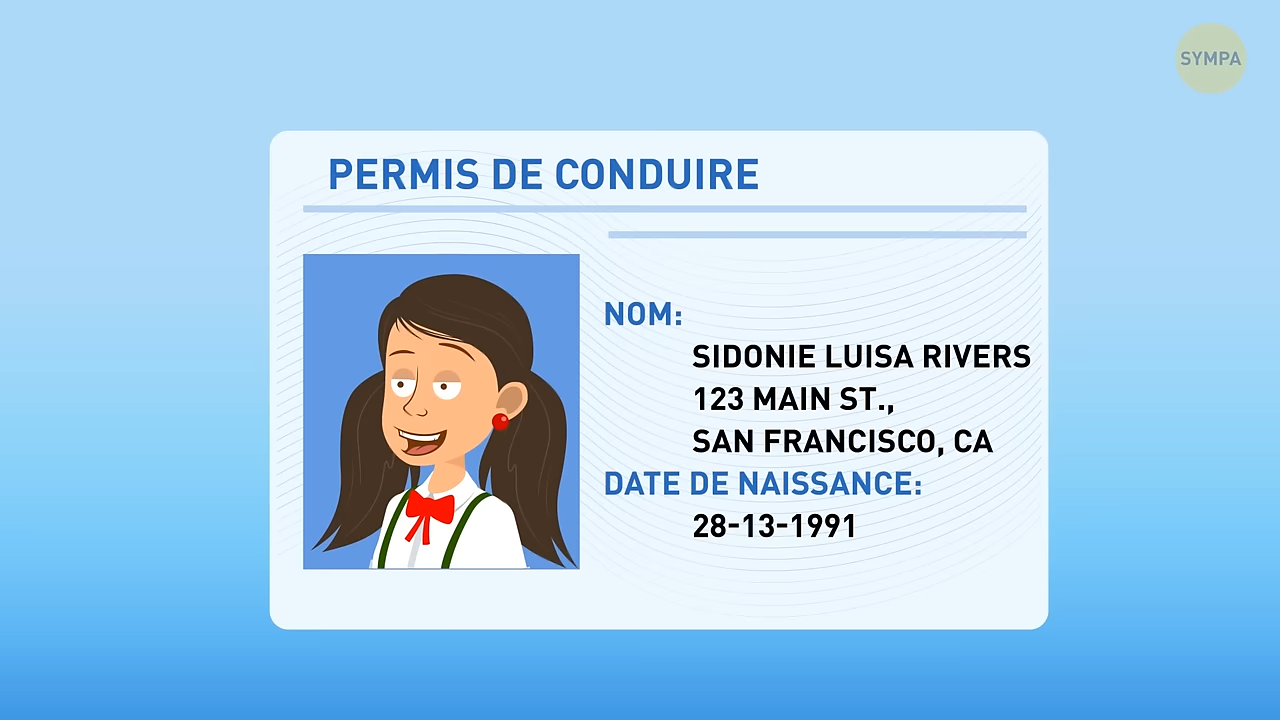 SYMPA
PERMIS DE CONDUIRE
NOM:
SIDONIE LUISA RIVERS
123 MAIN ST.,
SAN FRANCISCO, CA
DATE DE NAISSANCE:
28-13-1991